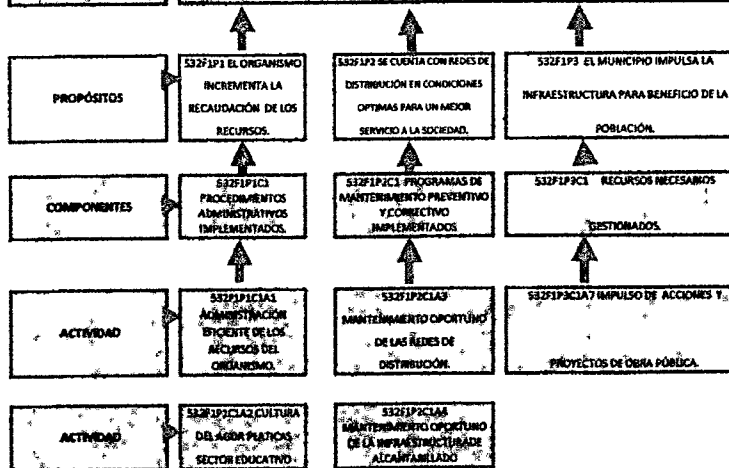 PROPÓSITOS
532F1P1 EL ORGANISMO
INCREMENTA LA
RECAUDACIÓN DE LOS
RECURSOS.
532F1P2 SE CUENTA CON REDES DE
DISTRIBUCIÓN EN CONDICIONES
OPTIMAS PARA UN MEJOR
SERVICIO A LA SOCIEDAD.
532F1P3 EL MUNICIPIO IMPULSA LA
INFRAESTRUCTURA PARA BENEFICIO DE LA
POBLACIÓN.
COMPONENTES
532F1P1C1
PROCEDIMIENTOS
ADMINISTRATIVOS
IMPLEMENTADOS.
532F1P2C1 PROGRAMAS DE
MANTENIMIENTO PREVENTIVO
Y CORRECTIVO
IMPLEMENTADOS
532F1P3C1 RECURSOS NECESARIOS
GESTIONADOS.
ACTIVIDAD
532F1P1C1A1
ADMINISTRACIÓN
EFICIENTE DE LOS
RECURSOS DEL
ORGANISMO.
532F1P2C1A3
MANTENIMIENTO OPORTUNO
DE LAS REDES DE
DISTRIBUCIÓN.
532F1P3C1A7 IMPULSO DE ACCIONES Y
PROYECTOS DE OBRA PÚBLICA.
ACTIVIDAD
532F1P1C1A2 CULTURA
DEL AGUA PLATICAS
SECTOR EDUCATIVO
532F1P2C1A4
MANTENIMIENTO OPORTUNO
DE LA INFRAESTRUCTURA DE
ALCANTARILLADO